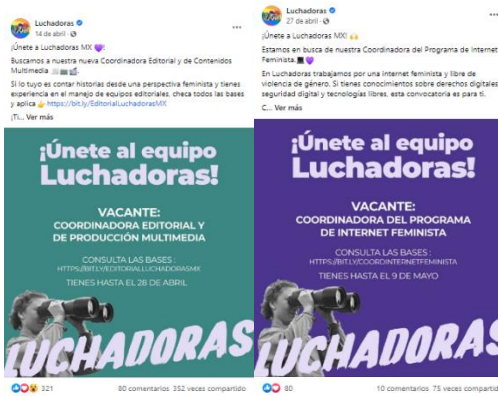 Luchadoras
14 de abril
¡Únete a Luchadoras MX
Buscamos a nuestra nueva Coordinadora Editorial y de Contenidos
Multimedia
Si lo tuyo es contar historias desde una perspectiva feminista y tienes
experiencia en el manejo de equipos editoriales, checa todos las bases
y aplica https://bit.ly/EditorialLuchadorasMX
¡Ti... Ver más
¡Únete al equipo
Luchadoras!
VACANTE:
COORDINADORA EDITORIAL Y
DE PRODUCCIÓN MULTIMEDIA
CONSULTA LAS BASES :
HTTPS://BIT.LY/EDITORIALLUCHADORASMX
TIENES HASTA EL 28 DE ABRIL
LUCHADORAS
321
80 comentarios 352 veces compartido
Luchadoras
27 de abril
¡Únete a Luchadoras MX!
Estamos en busca de nuestra Coordinadora del Programa de Internet
Feminista.
En Luchadoras trabajamos por una internet feminista y libre de
violencia de género. Si tienes conocimientos sobre derechos digitales,
seguridad digital y tecnologías libres, esta convocatoria es para ti.
C... Ver más
¡Únete al equipo
Luchadoras!
VACANTE:
COORDINADORA DEL PROGRAMA
DE INTERNET FEMINISTA
CONSULTA LAS BASES :
HTTPS://BIT.LY/COORDINTERNETFEMINISTA
TIENES HASTA EL 9 DE MAYO
LUCHADORAS
80
10 comentarios 75 veces compartido